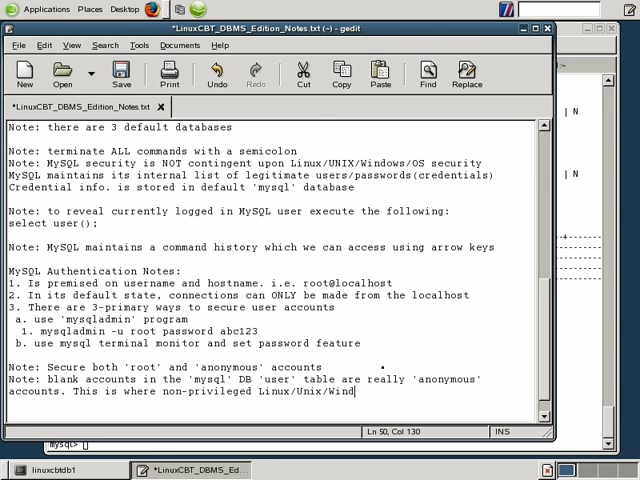 Applications Places Desktop
*LinuxCBT_DBMS_Edition_Notes.txt (~) - gedit
File Edit View Search Tools Documents Help
New Open Save Print Undo Redo Cut Copy Paste Find Replace
*LinuxCBT_DBMS_Edition_Notes.txt
Note: there are 3 default databases
Note: terminate ALL commands with a semicolon
Note: MySQL security is NOT contingent upon Linux/UNIX/Windows/OS security
MySQL maintains its internal list of legitimate users/passwords(credentials)
Credential info. is stored in default 'mysql' database
Note: to reveal currently logged in MySQL user execute the following:
select user();
Note: MySQL maintains a command history which we can access using arrow keys
MySQL Authentication Notes:
1. Is premised on username and hostname. i.e. root@localhost
2. In its default state, connections can ONLY be made from the localhost
3. There are 3-primary ways to secure user accounts
a. use 'mysqladmin' program
1. mysqladmin -u root password abc123
b. use mysql terminal monitor and set password feature
Note: Secure both 'root' and 'anonymous' accounts
Note: blank accounts in the 'mysql' DB 'user' table are really 'anonymous'
accounts. This is where non-privileged Linux/Unix/Wind
Ln 50, Col 130 INS
| N
| N
mysql>
linuxcbtdb1 *LinuxCBT_DBMS_Ed...